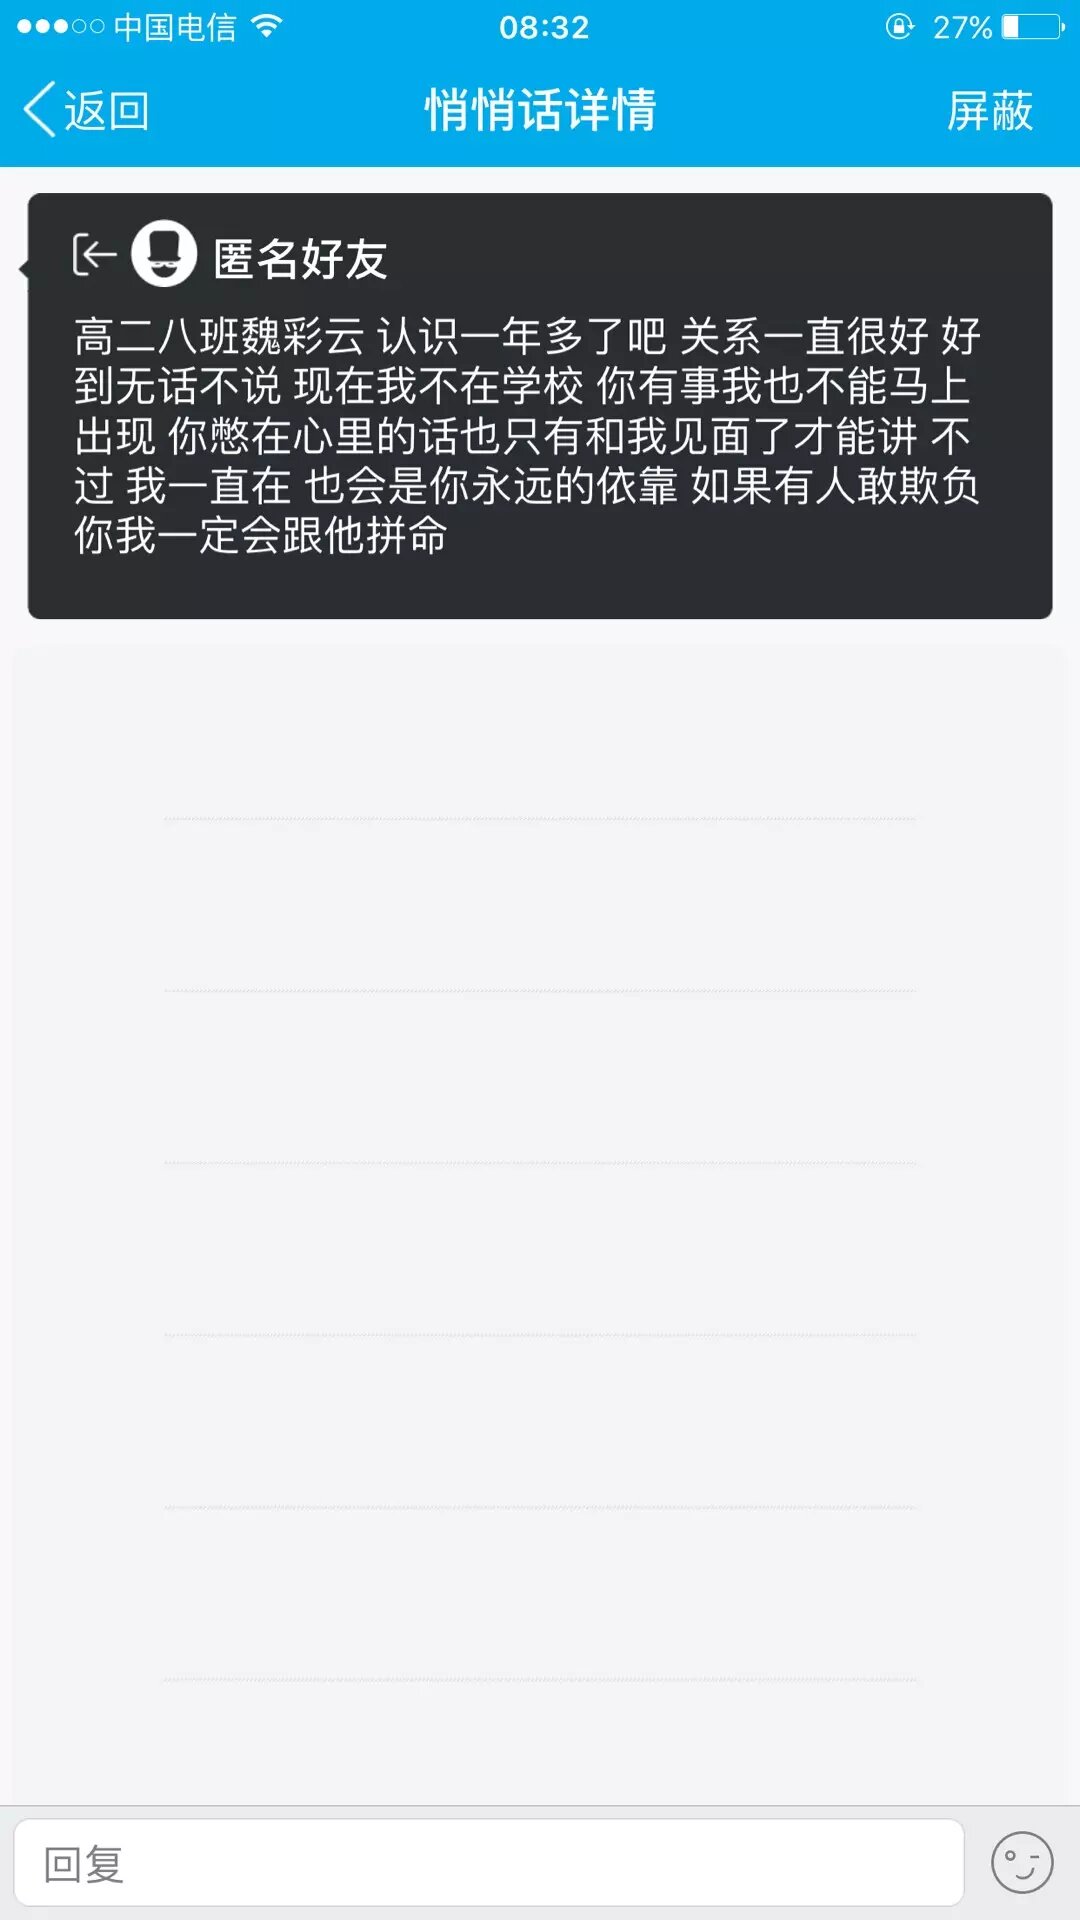 中国电信 08:32 27%
返回 悄悄话详情 屏蔽
匿名好友
高二八班魏彩云 认识一年多了吧 关系一直很好 好
到无话不说 现在我不在学校 你有事我也不能马上
出现 你憋在心里的话也只有和我见面了才能讲 不
过 我一直在 也会是你永远的依靠 如果有人敢欺负
你我一定会跟他拼命
回复